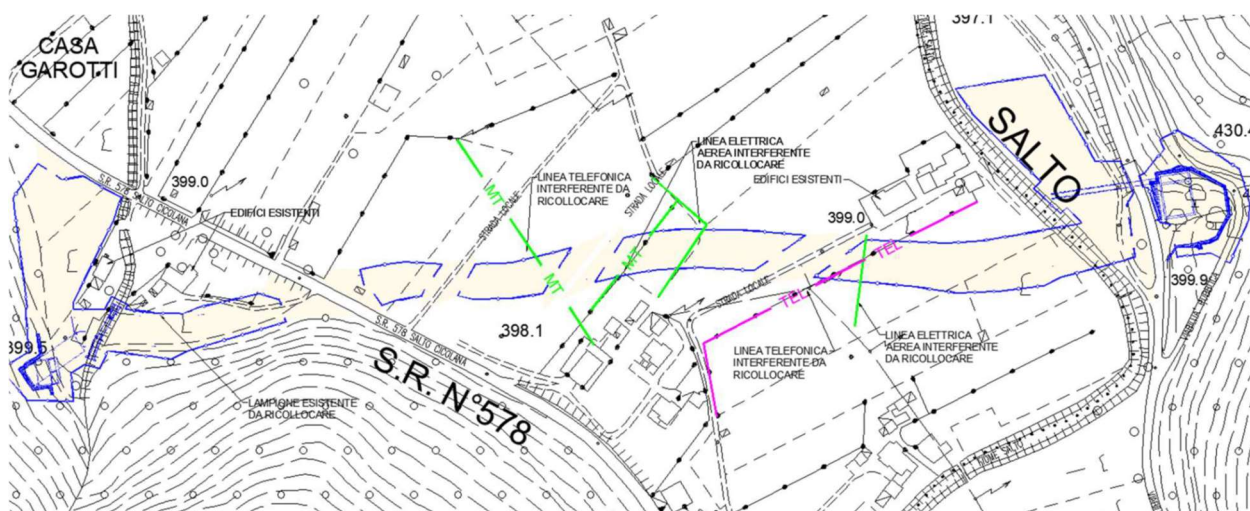 397.1
CASA
GAROTTI
SALTO
430.4
LINEA ELETTRICA
AEREA INTERFERENTE
DA RICOLLOCARE
LINEA TELEFONICA
INTERFERENTE DA
RICOLLOCARE
EDIFICI ESISTENTI
MT
STRADA LOCALE
S.R. 578 SALTO CICOLANA
399.0
EDIFICI ESISTENTI
STRADA LOCALE
399.0
TEL
MT
MT
TEL
STRADA LOCALE
399.9
398.1
S.R. 578 SALTO CICOLANA
399.5
S.R. N°578
LINEA TELEFONICA
INTERFERENTE DA
RICOLLOCARE
LINEA ELETTRICA
AEREA INTERFERENTE
DA RICOLLOCARE
LAMPIONE ESISTENTE
DA RICOLLOCARE